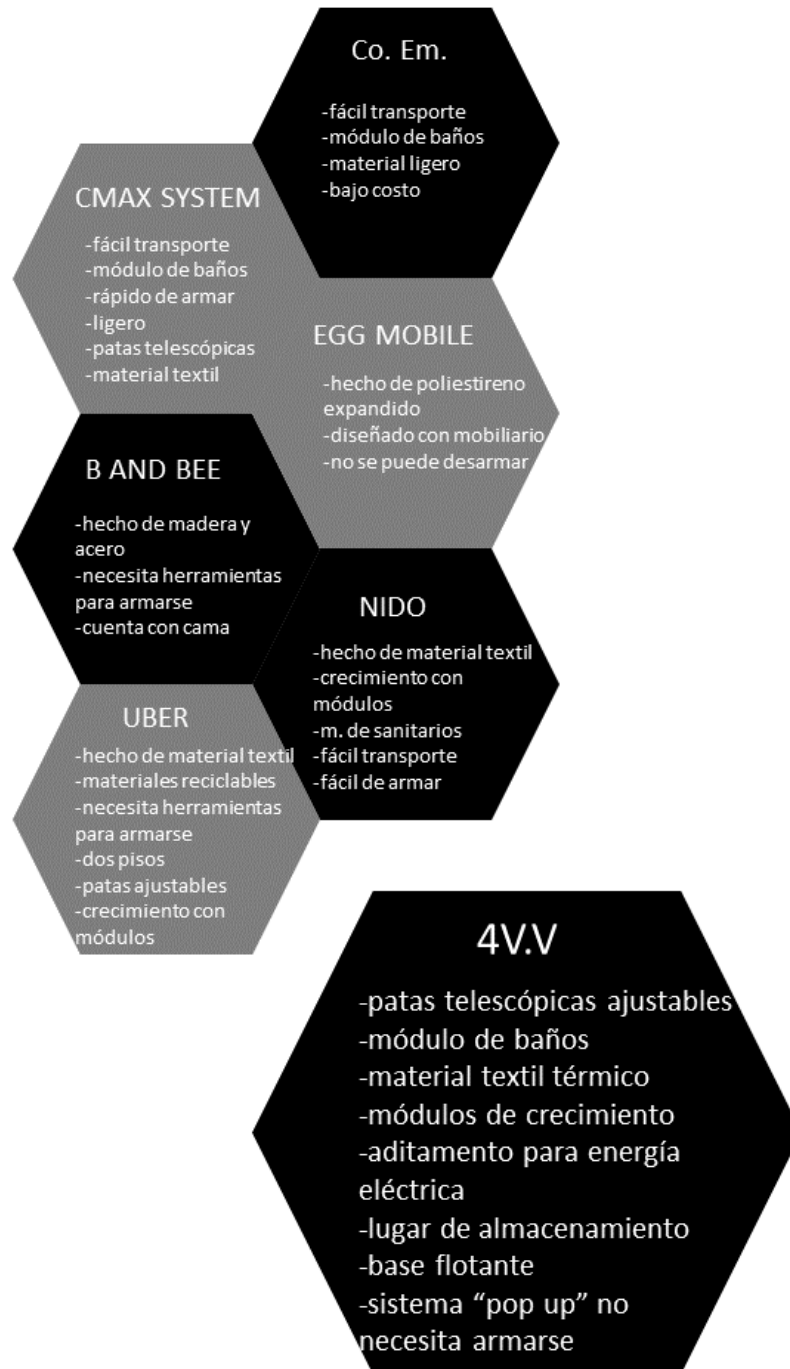 Co. Em.
-fácil transporte
-módulo de baños
-material ligero
-bajo costo
CMAX SYSTEM
-fácil transporte
-módulo de baños
-rápido de armar
-ligero
-patas telescópicas
-material textil
EGG MOBILE
-hecho de poliestireno
expandido
-diseñado con mobiliario
-no se puede desarmar
B AND BEE
-hecho de madera y
acero
-necesita herramientas
para armarse
-cuenta con cama
NIDO
-hecho de material textil
-crecimiento con
módulos
-m. de sanitarios
-fácil transporte
-fácil de armar
UBER
-hecho de material textil
-materiales reciclables
-necesita herramientas
para armarse
-dos pisos
-patas ajustables
-crecimiento con
módulos
4V.V
-patas telescópicas ajustables
-módulo de baños
-material textil térmico
-módulos de crecimiento
-aditamento para energía
eléctrica
-lugar de almacenamiento
-base flotante
-sistema “pop up” no
necesita armarse